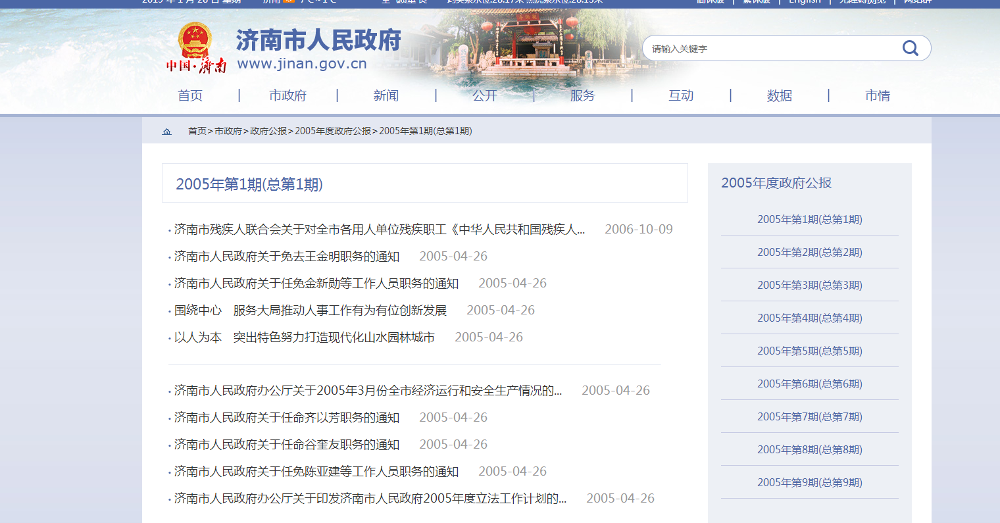 简体版 | 繁体版 | English | 无障碍浏览 | 网站群
济南市人民政府
www.jinan.gov.cn
中国·济南
请输入关键字
首页 | 市政府 | 新闻 | 公开 | 服务 | 互动 | 数据 | 市情
首页>市政府>政府公报>2005年度政府公报>2005年第1期(总第1期)
2005年第1期(总第1期)
·济南市残疾人联合会关于对全市各用人单位残疾职工《中华人民共和国残疾人... 2006-10-09
·济南市人民政府关于免去王金明职务的通知 2005-04-26
·济南市人民政府关于任免金新勋等工作人员职务的通知 2005-04-26
·围绕中心　服务大局推动人事工作有为有位创新发展 2005-04-26
·以人为本　突出特色努力打造现代化山水园林城市 2005-04-26
·济南市人民政府办公厅关于2005年3月份全市经济运行和安全生产情况的... 2005-04-26
·济南市人民政府关于任命齐以芳职务的通知 2005-04-26
·济南市人民政府关于任命谷奎友职务的通知 2005-04-26
·济南市人民政府关于任免陈亚建等工作人员职务的通知 2005-04-26
·济南市人民政府办公厅关于印发济南市人民政府2005年度立法工作计划的... 2005-04-26
2005年度政府公报
2005年第1期(总第1期)
2005年第2期(总第2期)
2005年第3期(总第3期)
2005年第4期(总第4期)
2005年第5期(总第5期)
2005年第6期(总第6期)
2005年第7期(总第7期)
2005年第8期(总第8期)
2005年第9期(总第9期)